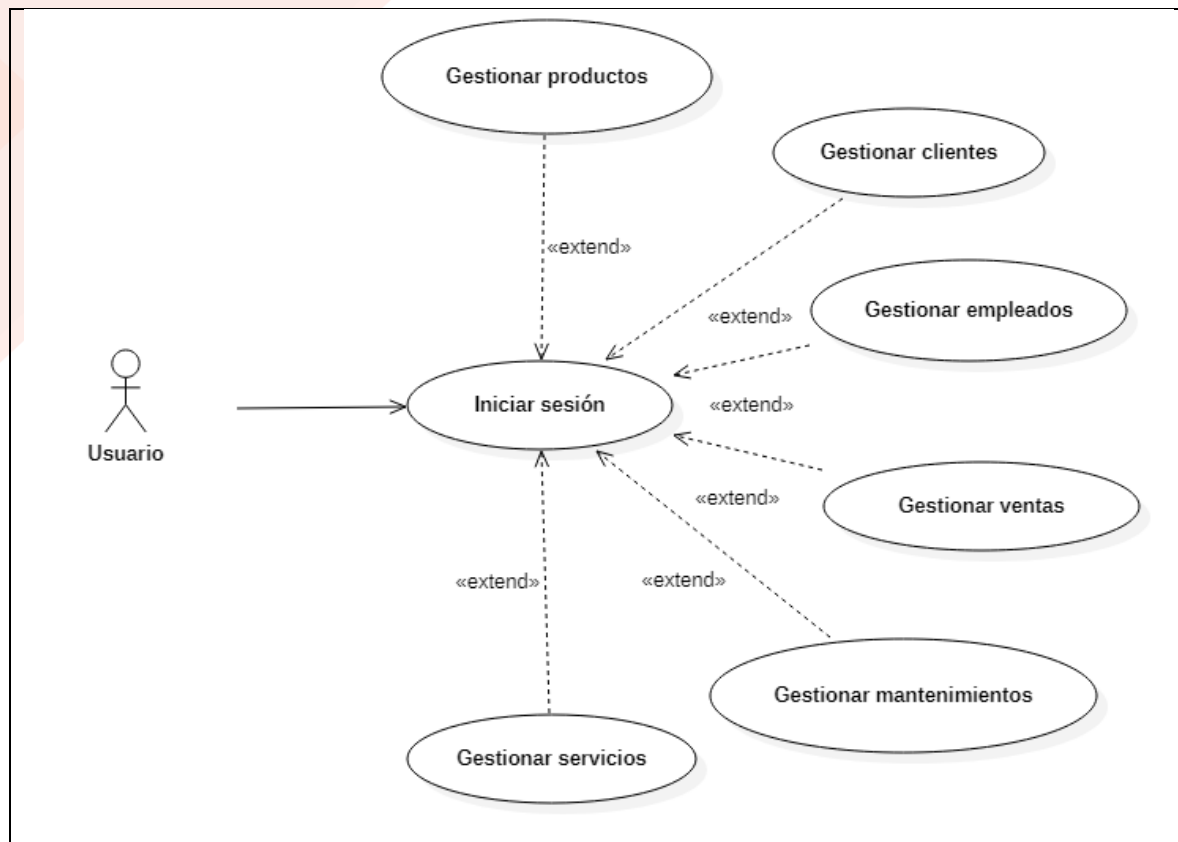 Gestionar productos
Gestionar clientes
«extend»
Gestionar empleados
«extend»
Iniciar sesión
«extend»
Usuario
«extend»
Gestionar ventas
«extend»
«extend»
Gestionar mantenimientos
Gestionar servicios